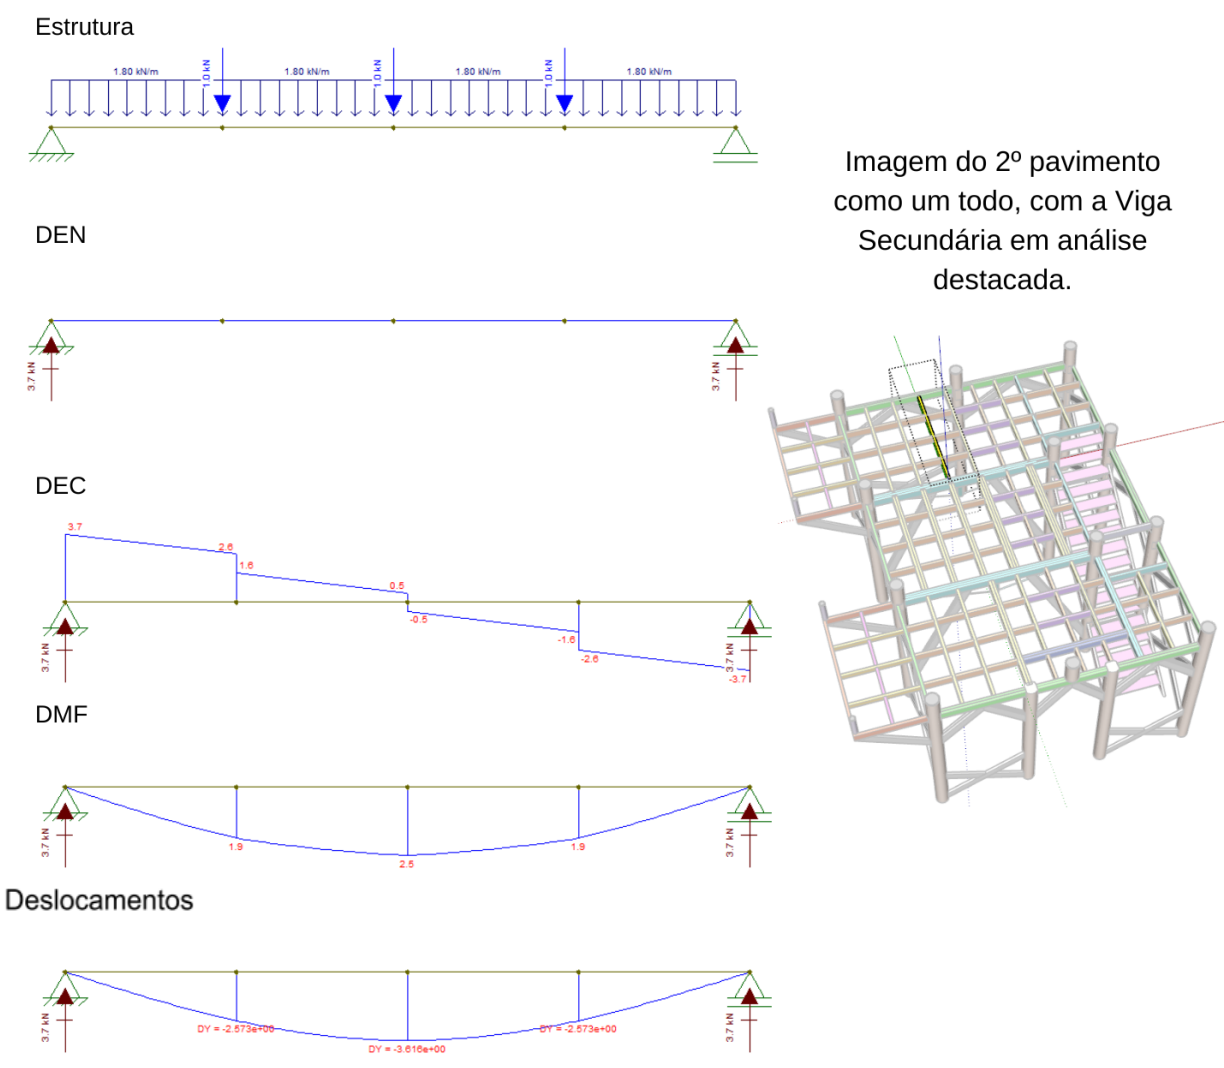 Estrutura
1.80 kN/m 1.0 kN 1.80 kN/m 1.0 kN 1.80 kN/m 1.0 kN 1.80 kN/m
Imagem do 2º pavimento
como um todo, com a Viga
Secundária em análise
destacada.
DEN
3.7 kN 3.7 kN
DEC
3.7
2.6
1.6
0.5
-0.5
-1.6
-2.6
-3.7
3.7 kN 3.7 kN
DMF
1.9 2.5 1.9
3.7 kN 3.7 kN
Deslocamentos
DY = -2.573e+00 DY = -3.616e+00 DY = -2.573e+00
3.7 kN 3.7 kN